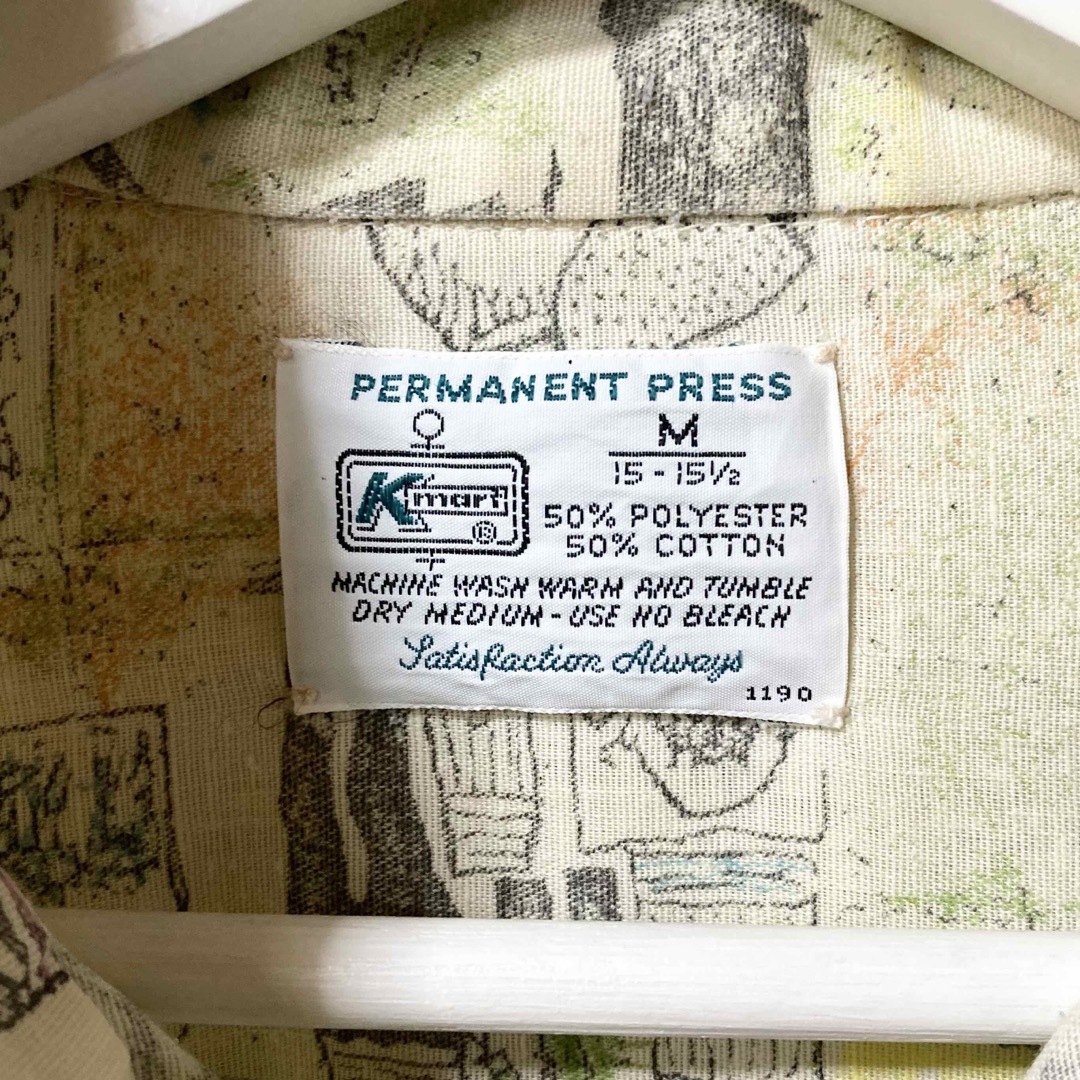 PERMANENT PRESS
M
15 - 15½
Kmart ®
50% POLYESTER
50% COTTON
MACHINE WASH WARM AND TUMBLE
DRY MEDIUM - USE NO BLEACH
Satisfaction Always
1190